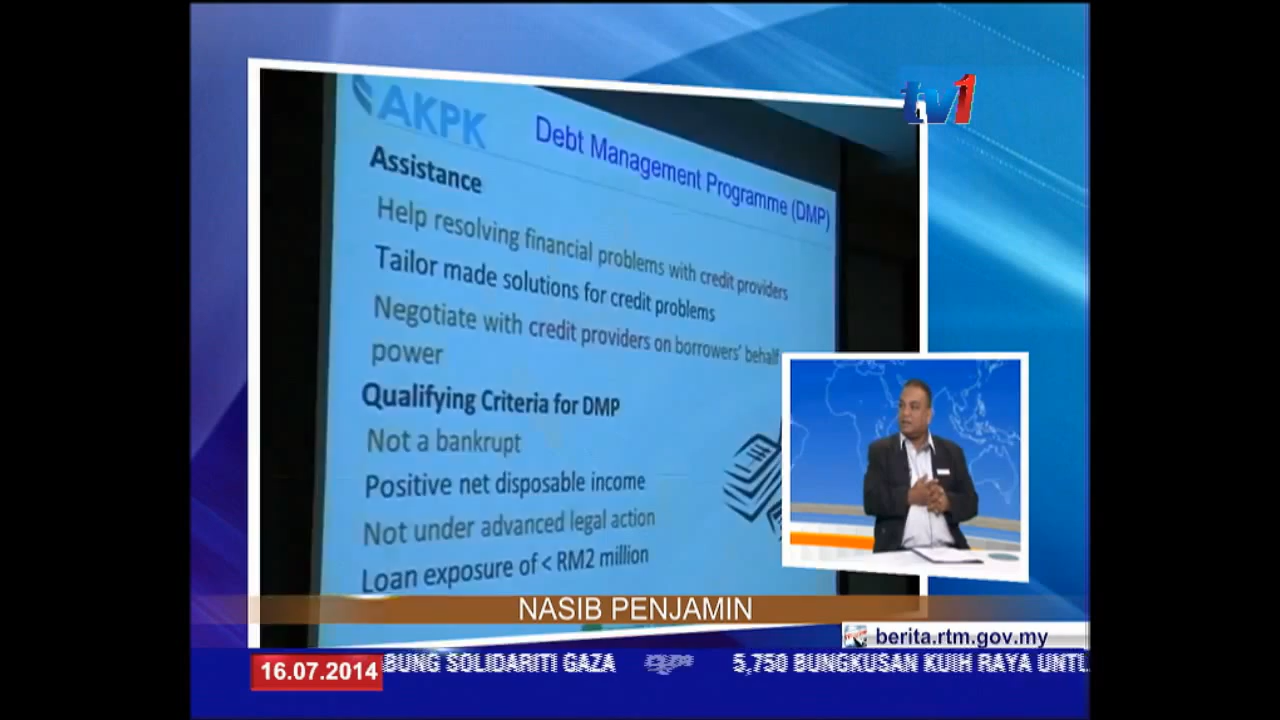 tv1
AKPK
Debt Management Programme (DMP)
Assistance
Help resolving financial problems with credit providers
Tailor made solutions for credit problems
Negotiate with credit providers on borrowers' behalf
power
Qualifying Criteria for DMP
Not a bankrupt
Positive net disposable income
Not under advanced legal action
Loan exposure of < RM2 million
NASIB PENJAMIN
berita.rtm.gov.my
16.07.2014
BUNG SOLIDARITI GAZA 5,750 BUNGKUSAN KUIH RAYA UNTU